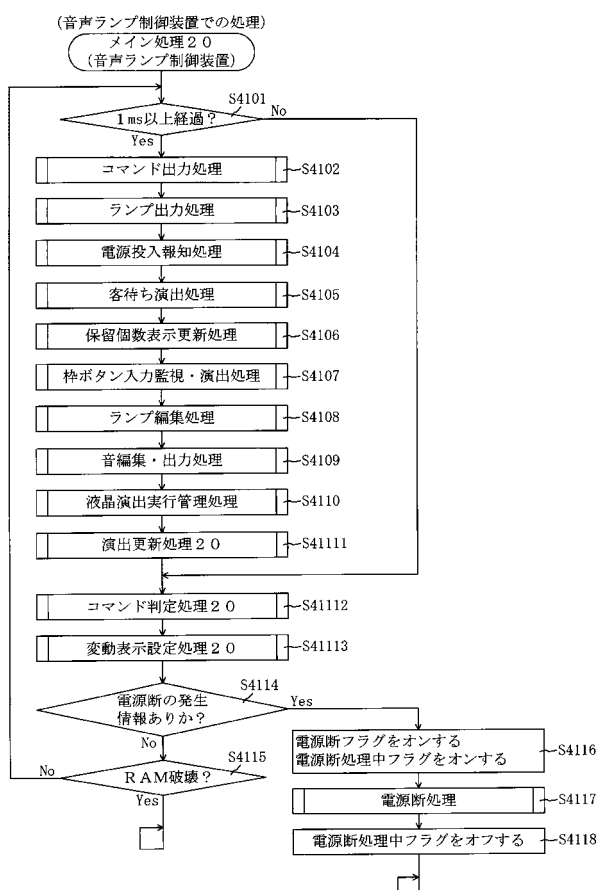 (音声ランプ制御装置での処理)
メイン処理20
(音声ランプ制御装置)
S4101
1ms以上経過?
No
Yes
コマンド出力処理
S4102
ランプ出力処理
S4103
電源投入報知処理
S4104
客待ち演出処理
S4105
保留個数表示更新処理
S4106
枠ボタン入力監視・演出処理
S4107
ランプ編集処理
S4108
音編集・出力処理
S4109
液晶演出実行管理処理
S4110
演出更新処理20
S41111
コマンド判定処理20
S41112
変動表示設定処理20
S41113
S4114
電源断の発生
情報ありか?
Yes
No
S4115
RAM破壊?
No
Yes
電源断フラグをオンする
電源断処理中フラグをオンする
S4116
電源断処理
S4117
電源断処理中フラグをオフする
S4118